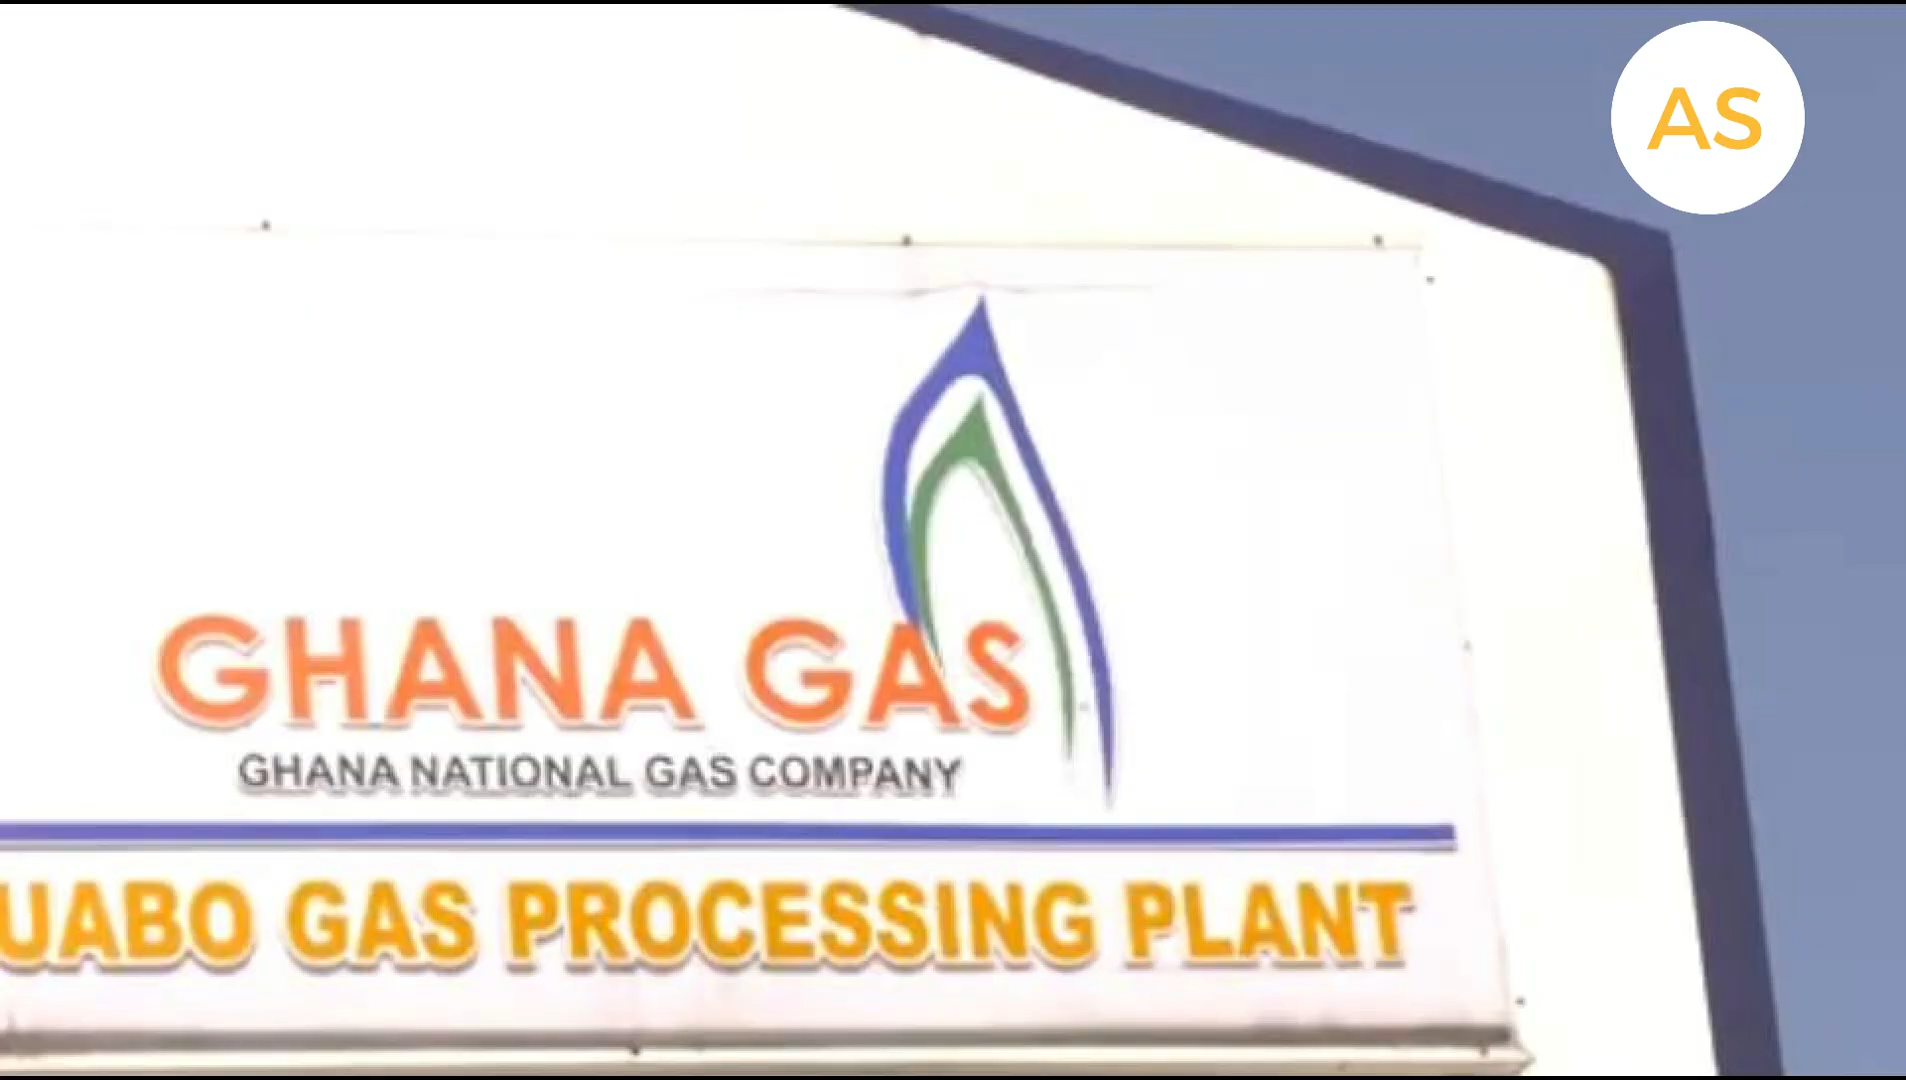 AS
GHANA GAS
GHANA NATIONAL GAS COMPANY
UABO GAS PROCESSING PLANT